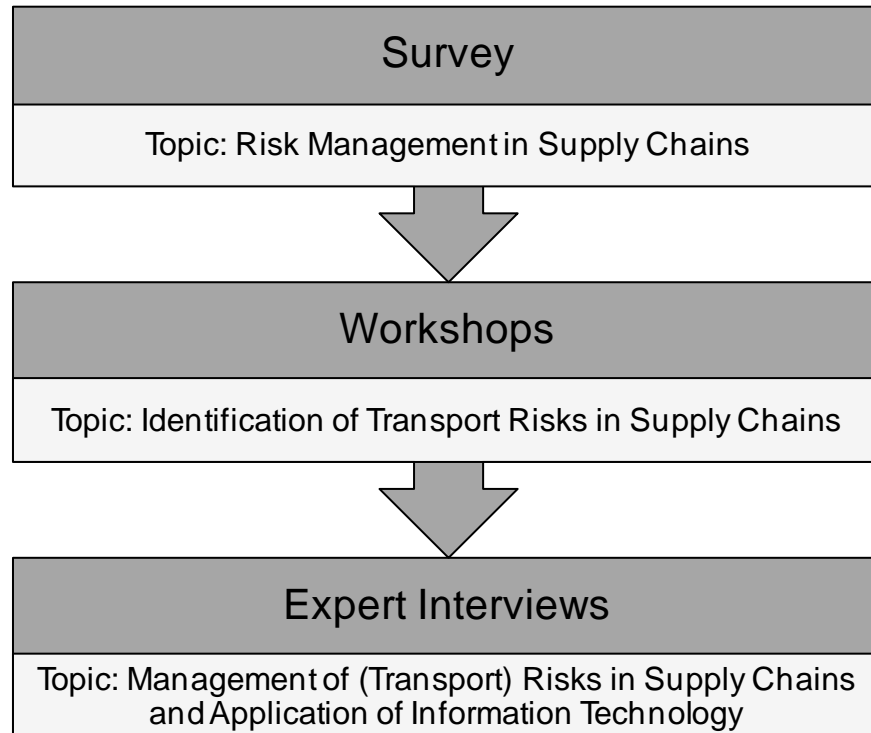 Survey
Topic: Risk Management in Supply Chains
Workshops
Topic: Identification of Transport Risks in Supply Chains
Expert Interviews
Topic: Management of (Transport) Risks in Supply Chains
and Application of Information Technology